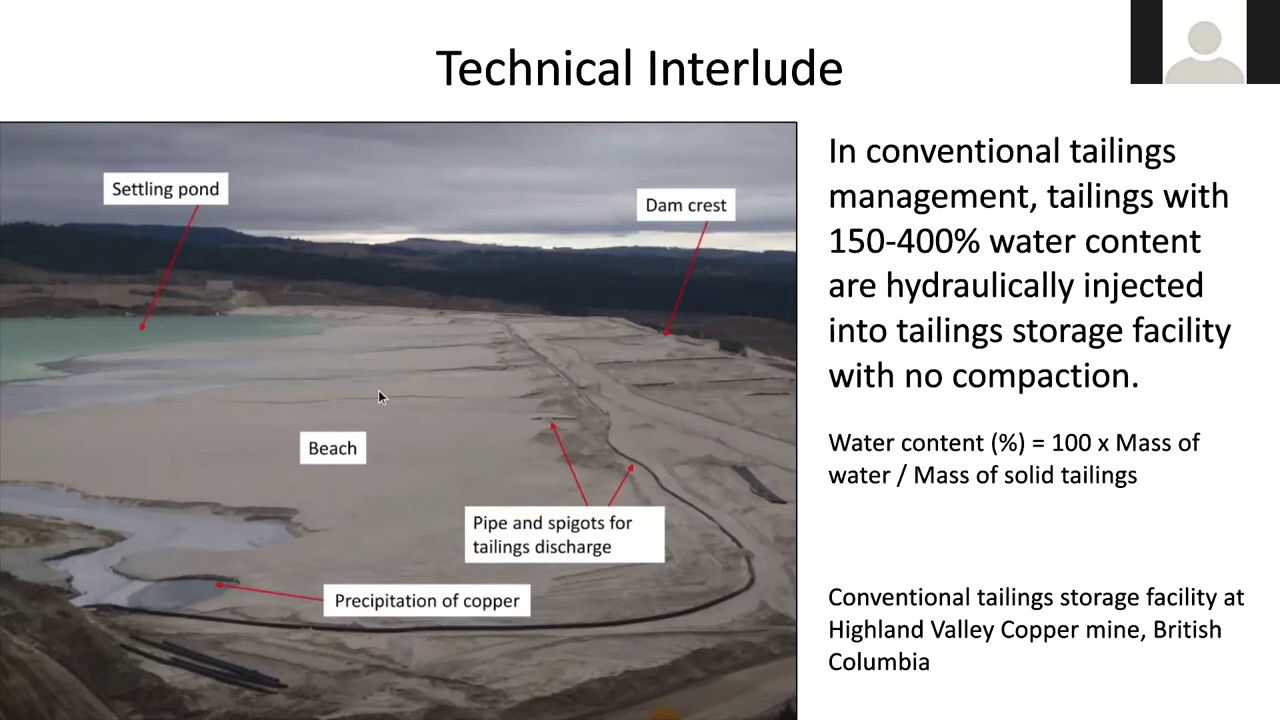 Technical Interlude
Settling pond
Dam crest
Beach
Pipe and spigots for
tailings discharge
Precipitation of copper
In conventional tailings
management, tailings with
150-400% water content
are hydraulically injected
into tailings storage facility
with no compaction.
Water content (%) = 100 x Mass of
water / Mass of solid tailings
Conventional tailings storage facility at
Highland Valley Copper mine, British
Columbia